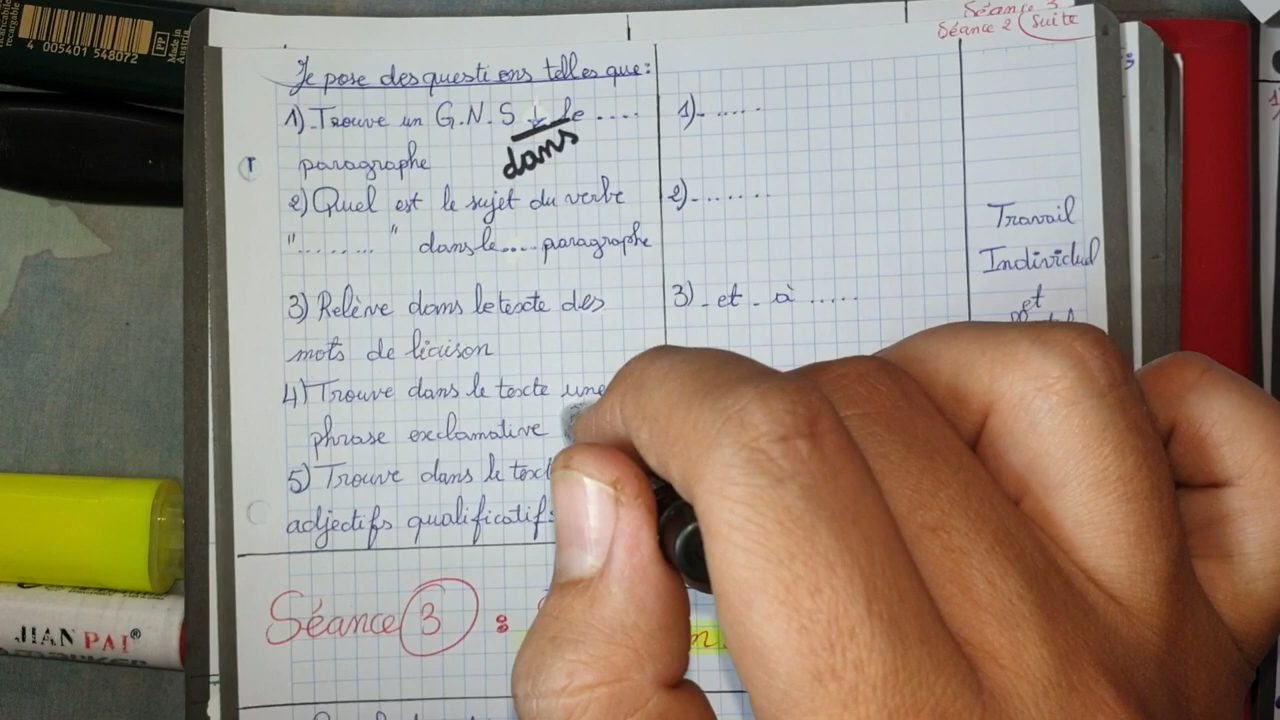 4 005401 548072
PP
Made in
Austria
Séance 3
Séance 2 (Suite
Je pose des questions telles que:
1)-Trouve un G.N.S ↓ le ....
dans
paragraphe
2) Quel est le sujet du verbe
"........." dans le.... paragraphe
3) Relève dans le texte des
mots de liaison
4) Trouve dans le texte une
phrase exclamative
5) Trouve dans le
adjectifs qualificatifs
1)- ......
2)- .......
3)- et - à .....
Travail
Individuel
et
Séance 3 :
JIAN PAI®